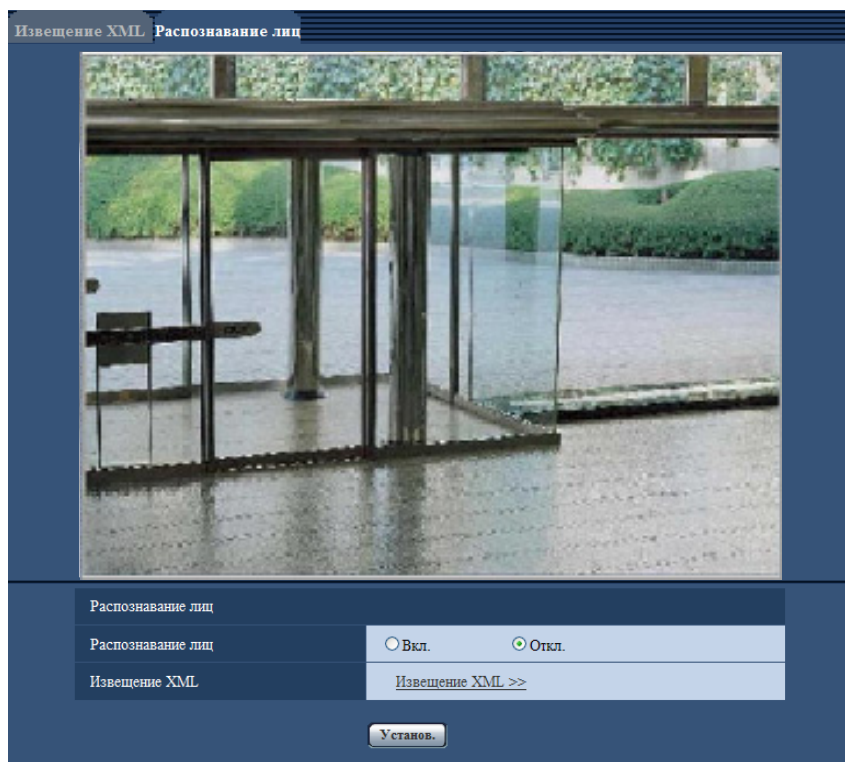 Извещение XML Распознавание лиц
Распознавание лиц
Распознавание лиц Вкл. Откл.
Извещение XML Извещение XML >>
Установ.